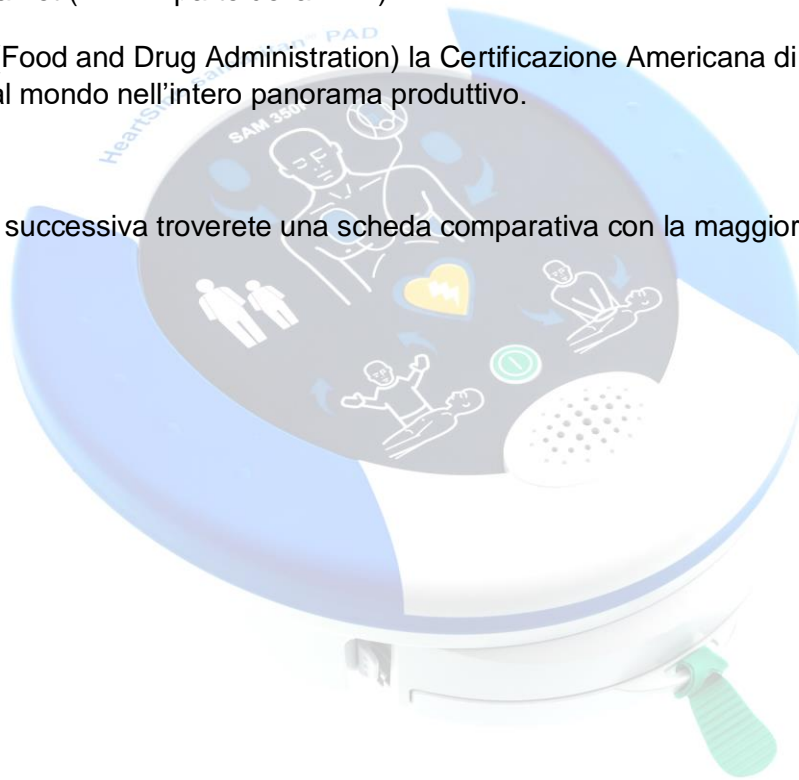 parte
(Food and Drug Administration) la Certificazione Americana di
al mondo nell’intero panorama produttivo.
HeartSine samaritan® PAD
SAM 350P
successiva troverete una scheda comparativa con la maggior